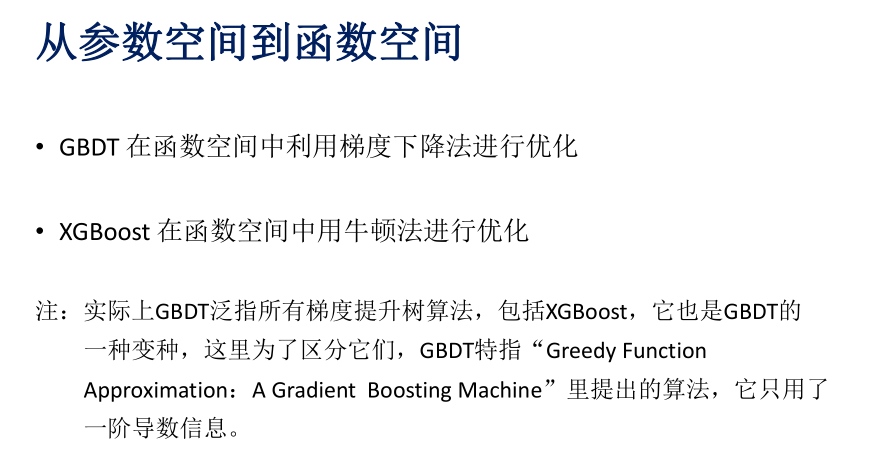 从参数空间到函数空间
• GBDT 在函数空间中利用梯度下降法进行优化
• XGBoost 在函数空间中用牛顿法进行优化
注：实际上GBDT泛指所有梯度提升树算法，包括XGBoost，它也是GBDT的
一种变种，这里为了区分它们，GBDT特指“Greedy Function
Approximation：A Gradient Boosting Machine”里提出的算法，它只用了
一阶导数信息。